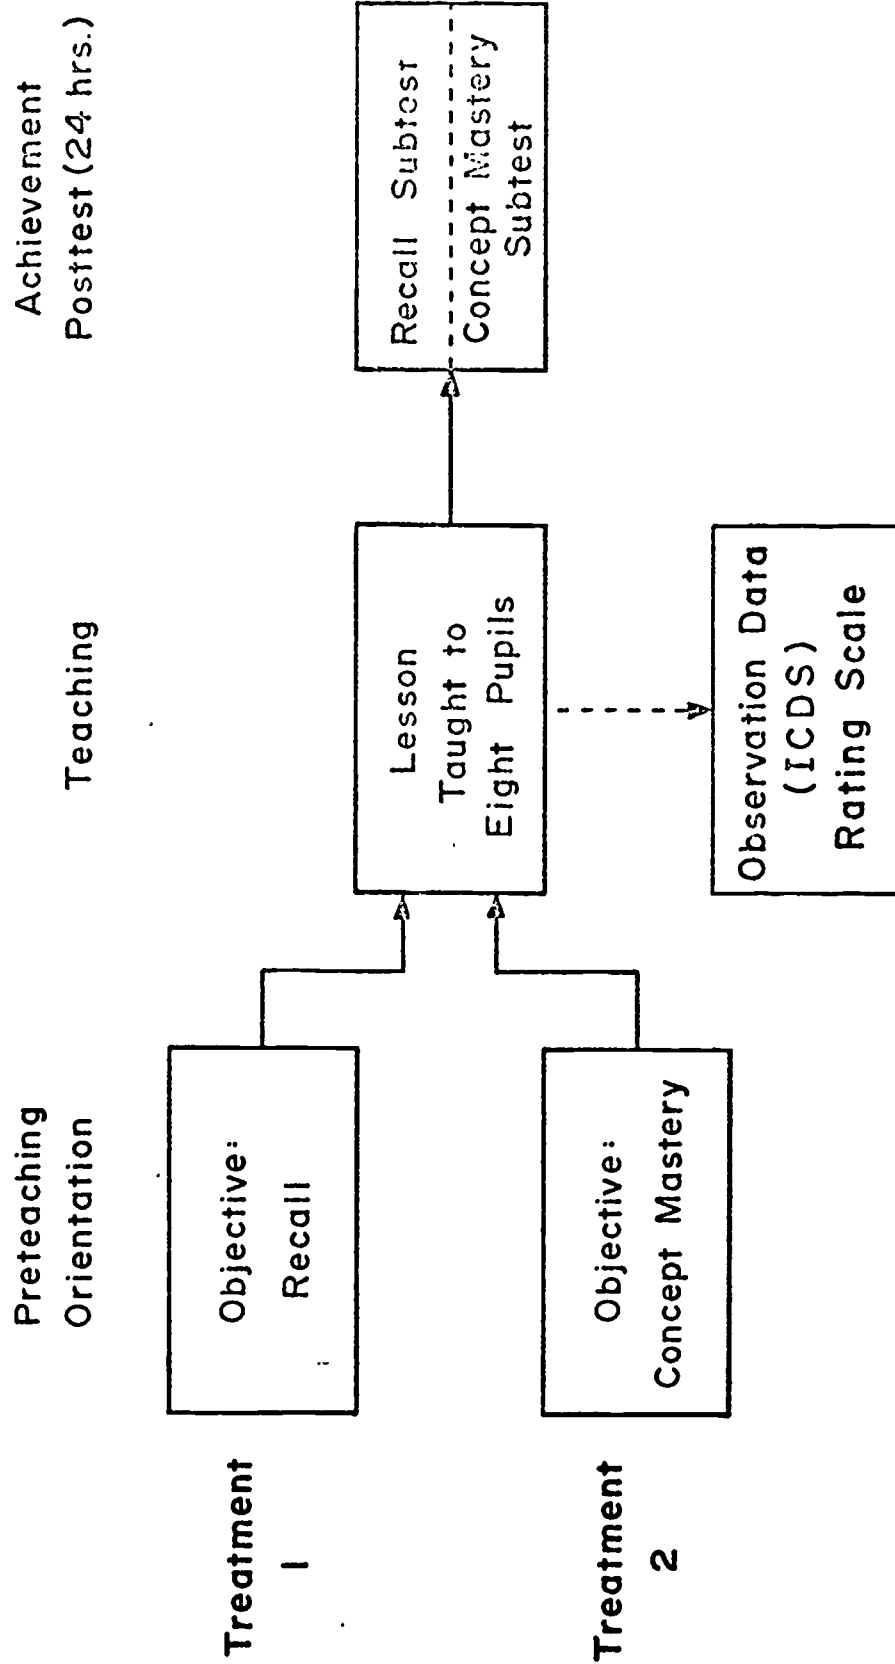 Preteaching
Orientation
Teaching
Achievement
Posttest (24 hrs.)
Treatment
1
Objective:
Recall
Treatment
2
Objective:
Concept Mastery
Lesson
Taught to
Eight Pupils
Observation Data
(ICDS)
Rating Scale
Recall Subtest
Concept Mastery
Subtest